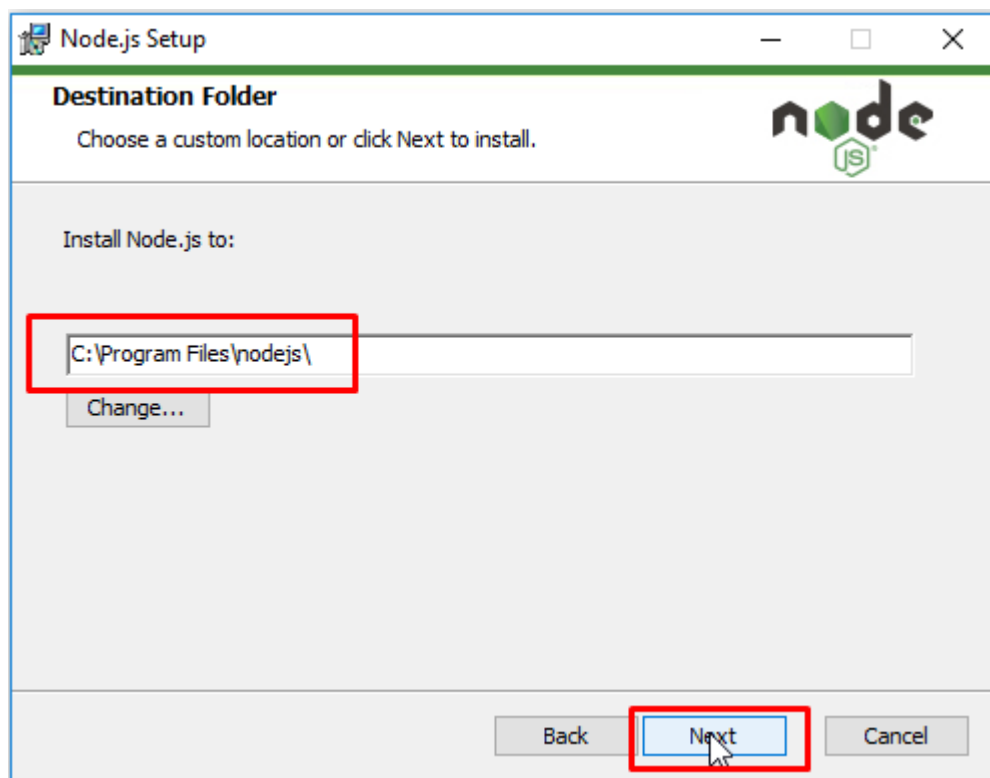 Node.js Setup
Destination Folder
Choose a custom location or click Next to install.
node
JS
Install Node.js to:
C:\Program Files\nodejs\
Change...
Back
Next
Cancel